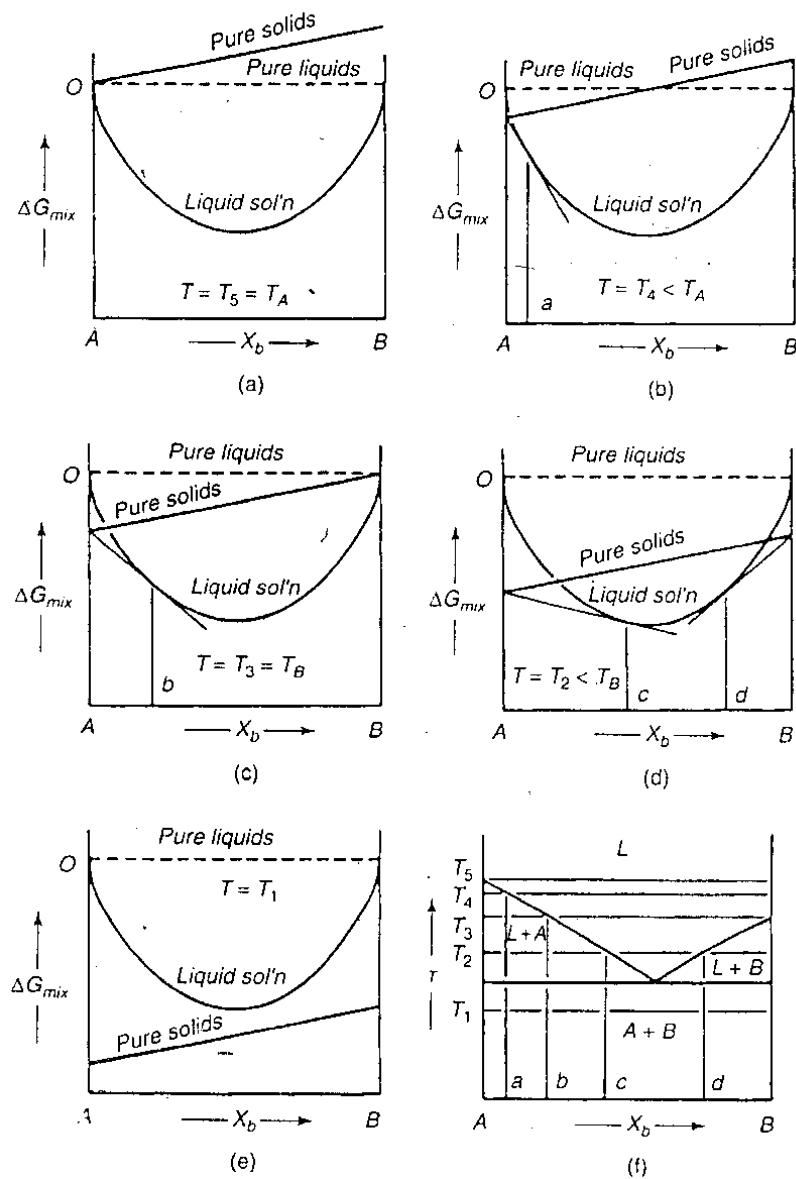 Pure solids
Pure liquids
O
ΔG_mix
Liquid sol'n
T = T_5 = T_A
A X_b B
(a)
Pure liquids Pure solids
O
ΔG_mix
Liquid sol'n
T = T_4 < T_A
a
A X_b B
(b)
Pure liquids
O
Pure solids
ΔG_mix
Liquid sol'n
T = T_3 = T_B
b
A X_b B
(c)
Pure liquids
O
Pure solids
ΔG_mix
Liquid sol'n
T = T_2 < T_B
c d
A X_b B
(d)
Pure liquids
O
T = T_1
ΔG_mix
Liquid sol'n
Pure solids
A X_b B
(e)
L
T_5
T_4
T_3
L + A
T_2
L + B
T
T_1
A + B
a b c d
A X_b B
(f)